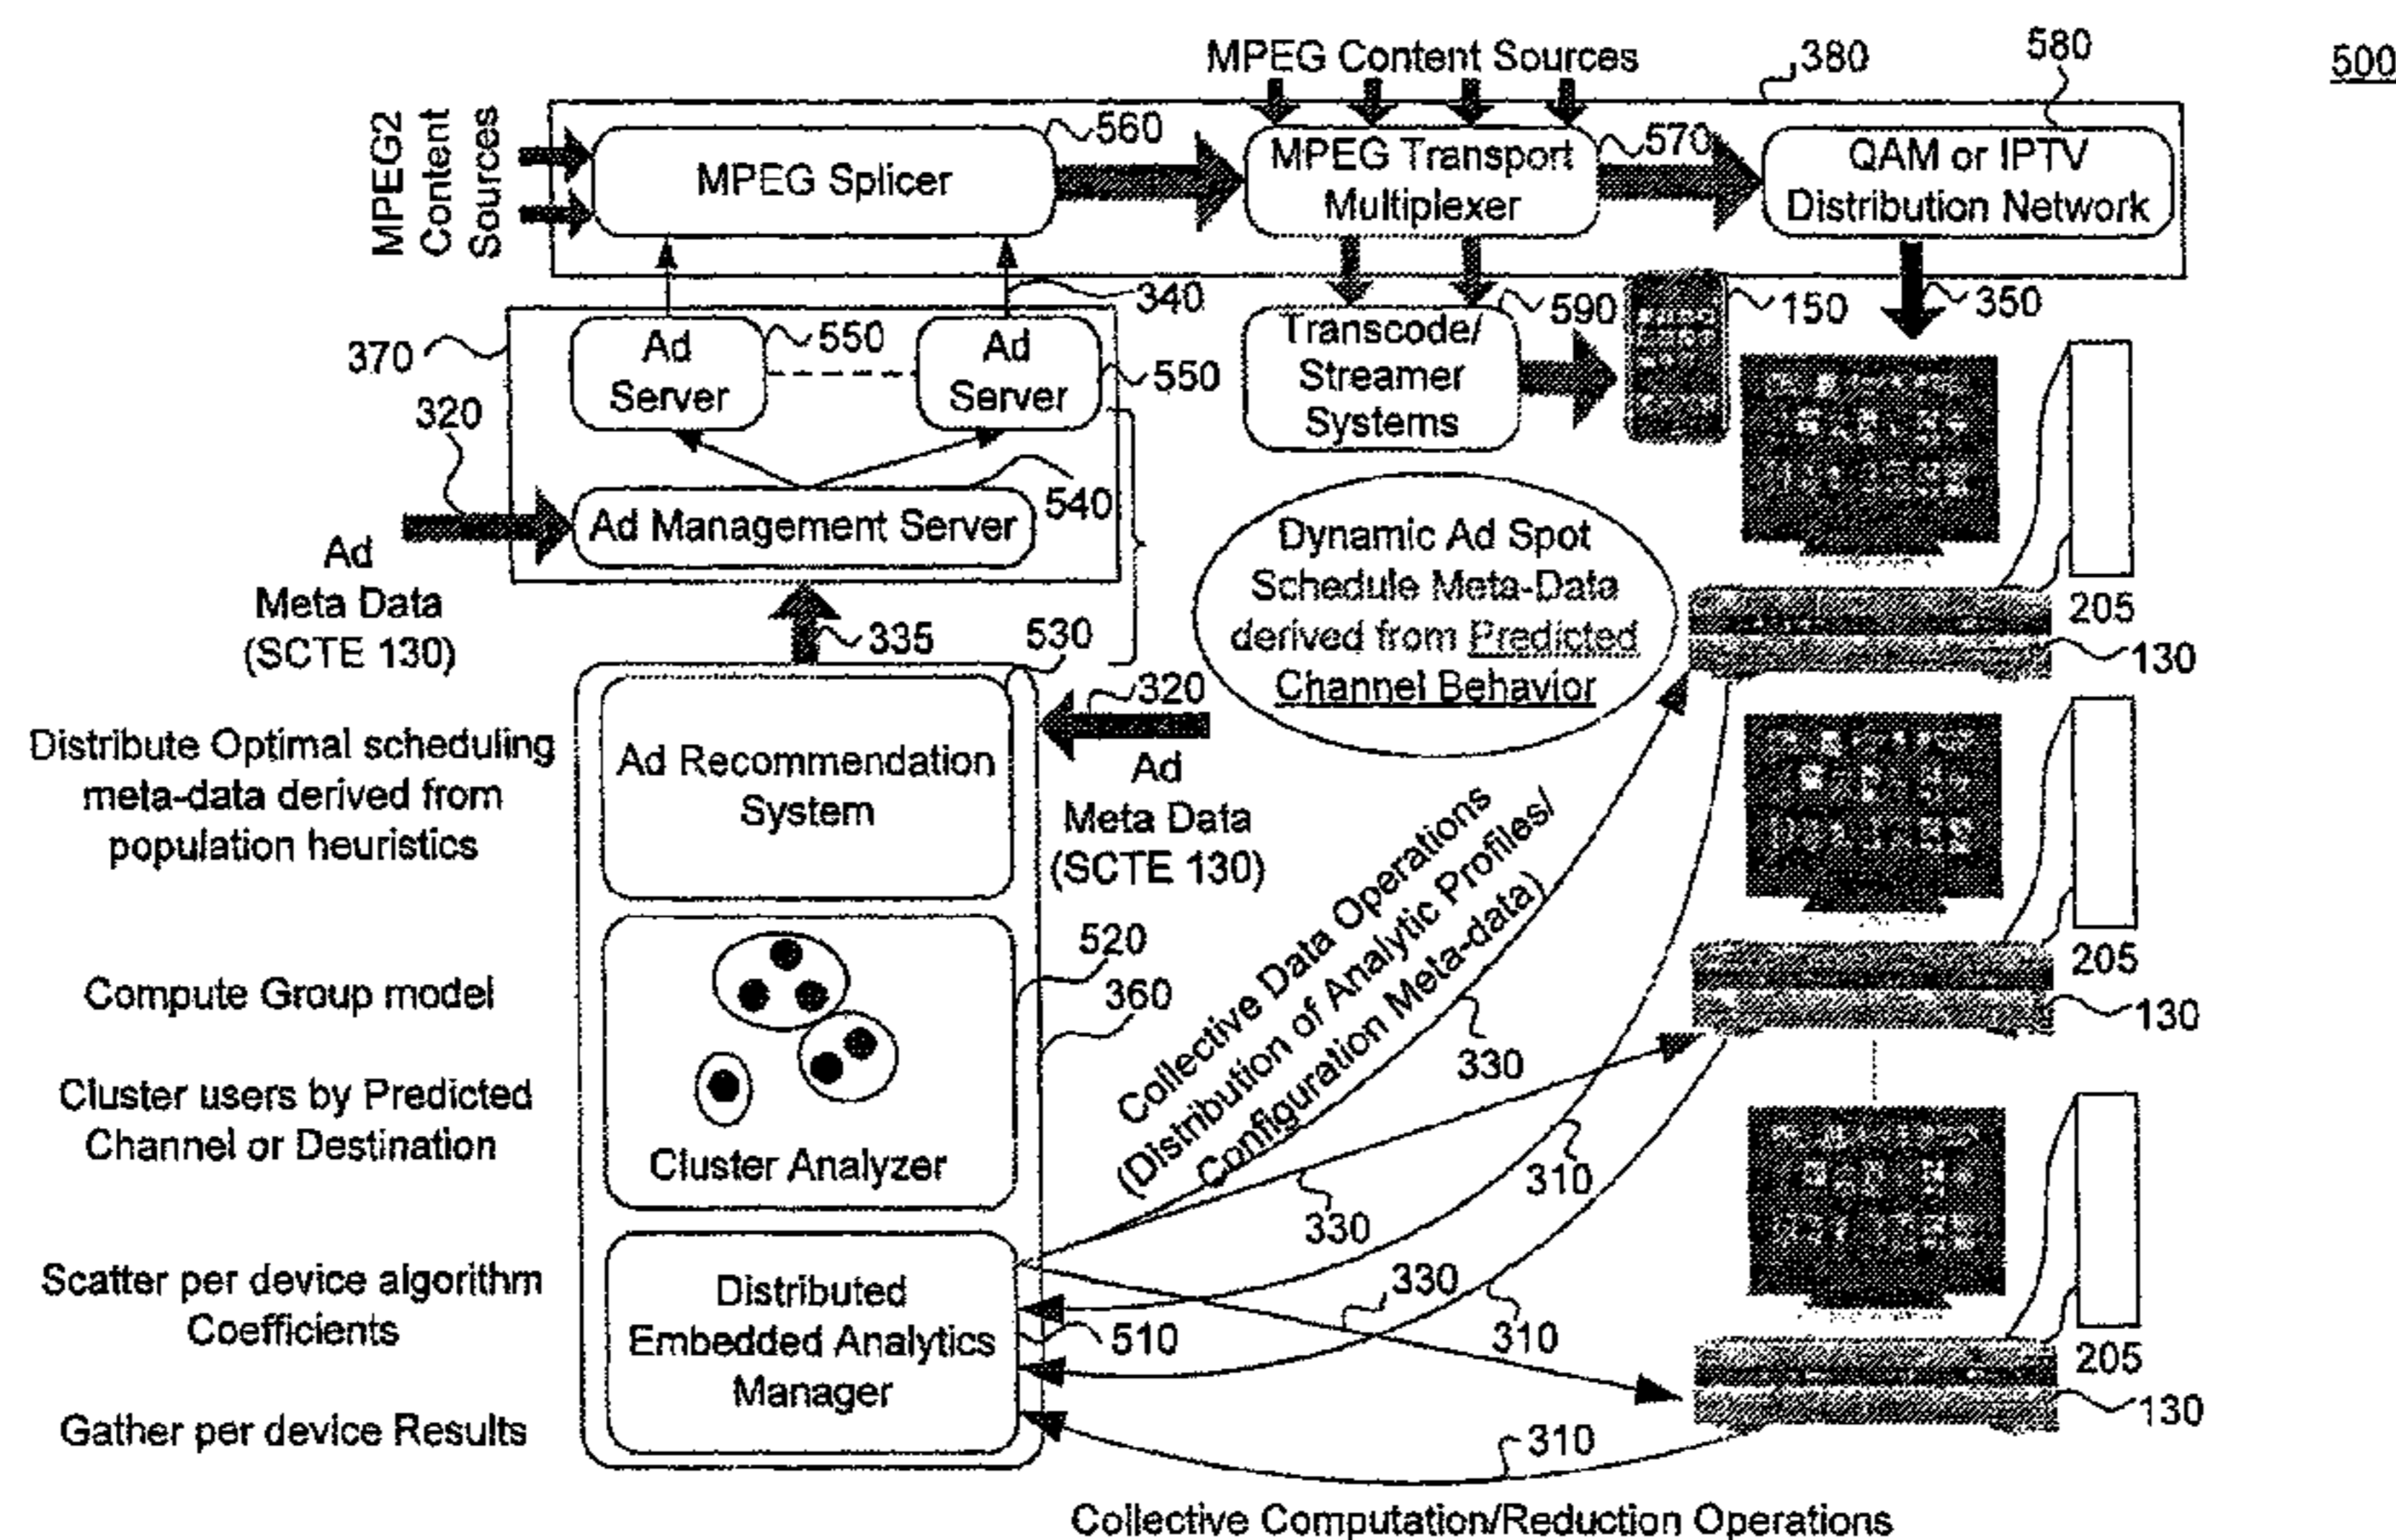 500
MPEG Content Sources
380
580
MPEG2
Content
Sources
MPEG Splicer
560
MPEG Transport
Multiplexer
570
QAM or IPTV
Distribution Network
340
350
370
Ad
Server
550
Ad
Server
550
Transcode/
Streamer
Systems
590
150
320
Ad
Meta Data
(SCTE 130)
Ad Management Server
540
335
530
Dynamic Ad Spot
Schedule Meta-Data
derived from Predicted
Channel Behavior
205
130
Distribute Optimal scheduling
meta-data derived from
population heuristics
Ad Recommendation
System
320
Ad
Meta Data
(SCTE 130)
Collective Data Operations
(Distribution of Analytic Profiles/
Configuration Meta-data)
205
130
Compute Group model
Cluster users by Predicted
Channel or Destination
Cluster Analyzer
520
360
330
330
310
Scatter per device algorithm
Coefficients
Gather per device Results
Distributed
Embedded Analytics
Manager
510
330
310
310
205
130
Collective Computation/Reduction Operations